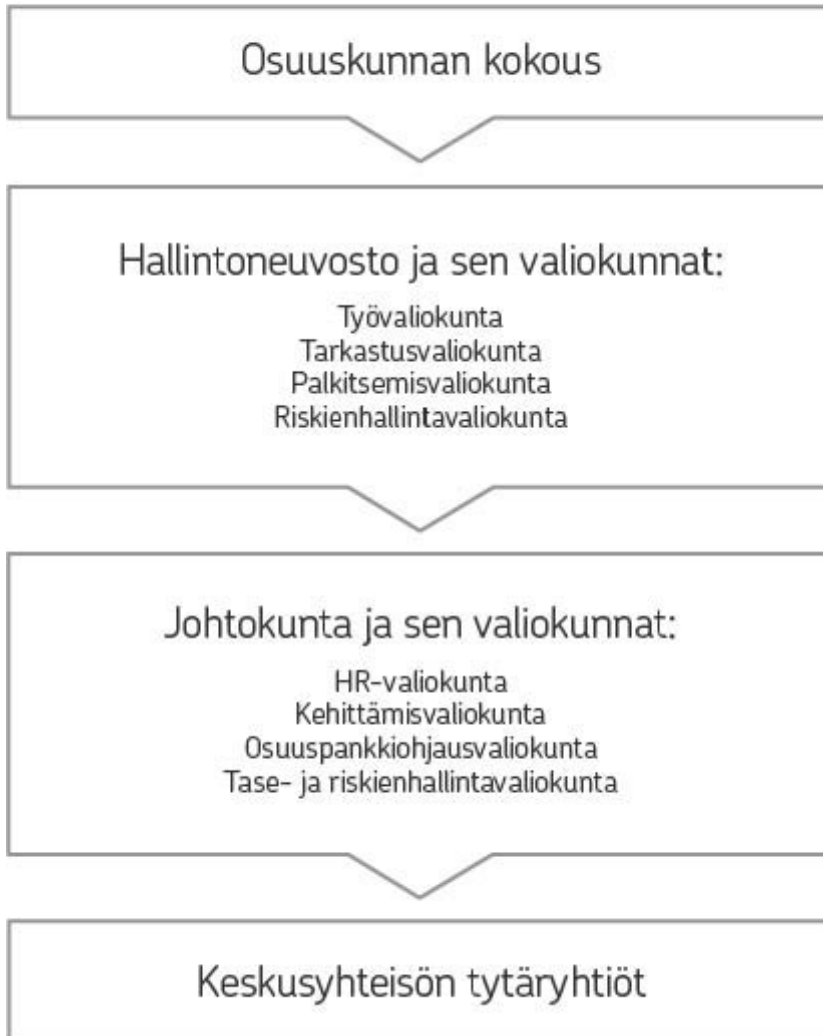 Osuuskunnan kokous
Hallintoneuvosto ja sen valiokunnat:
Työvaliokunta
Tarkastusvaliokunta
Palkitsemisvaliokunta
Riskienhallintavaliokunta
Johtokunta ja sen valiokunnat:
HR-valiokunta
Kehittämisvaliokunta
Osuuspankkiohjausvaliokunta
Tase- ja riskienhallintavaliokunta
Keskusyhteisön tytäryhtiöt